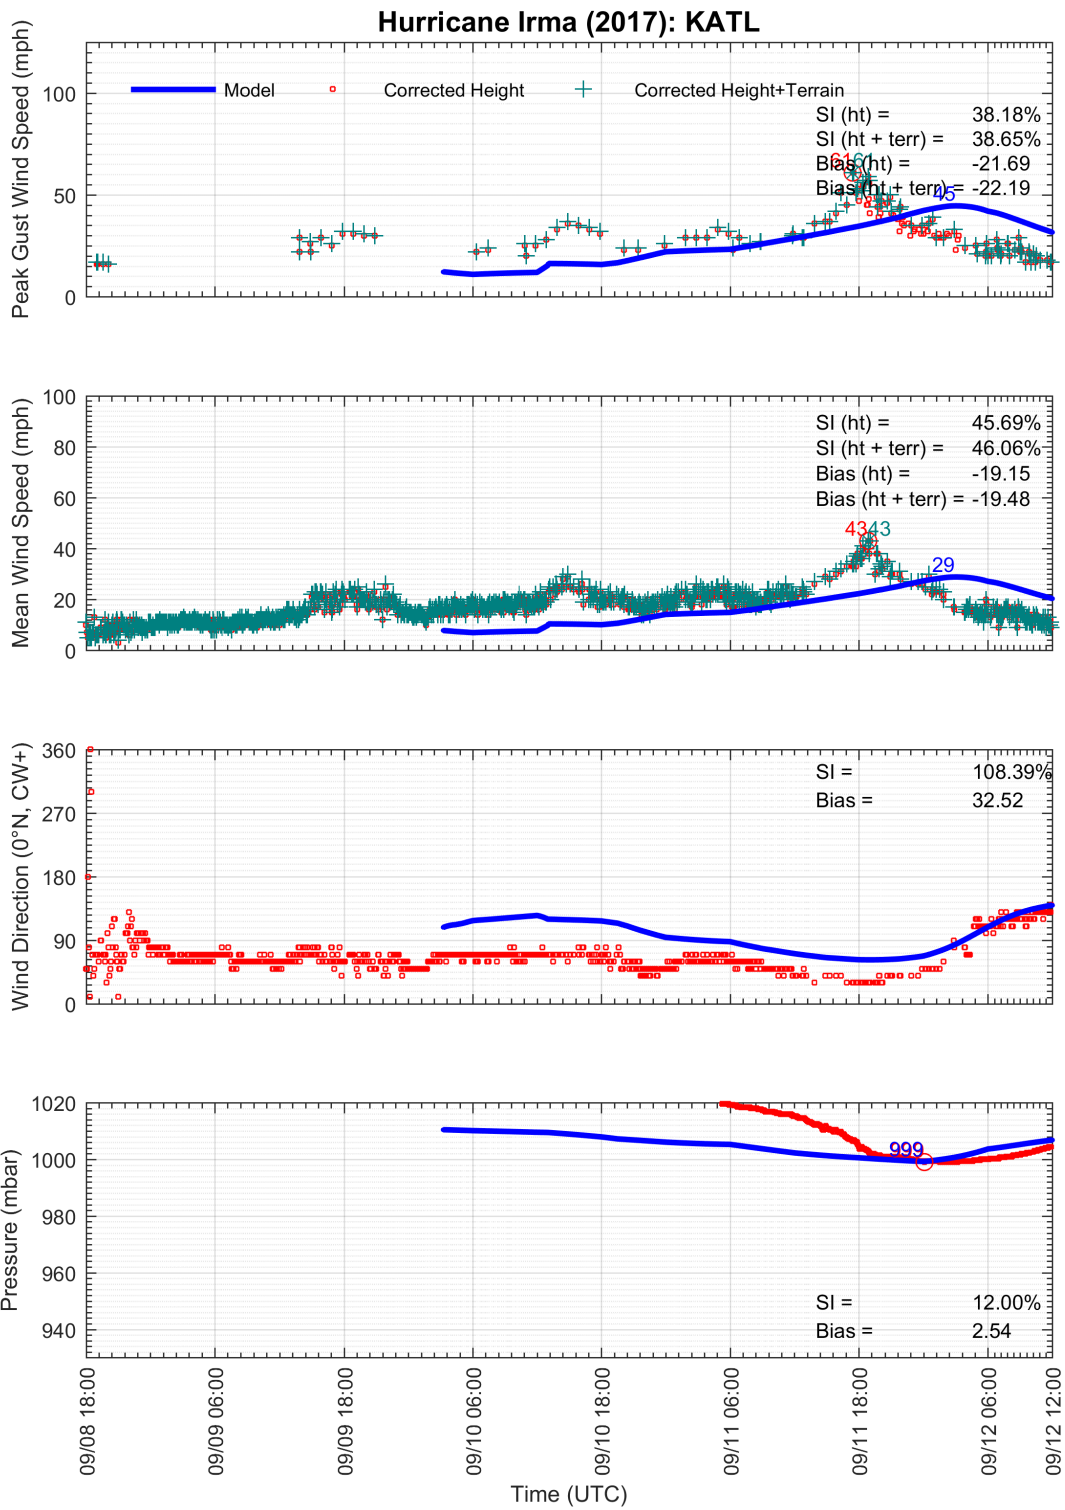 Hurricane Irma (2017): KATL
Peak Gust Wind Speed (mph)
100
50
0
Model
Corrected Height
Corrected Height+Terrain
SI (ht) = 38.18%
SI (ht + terr) = 38.65%
Bias (ht) = -21.69
Bias (ht + terr) = -22.19
61
61
45
Mean Wind Speed (mph)
100
80
60
40
20
0
SI (ht) = 45.69%
SI (ht + terr) = 46.06%
Bias (ht) = -19.15
Bias (ht + terr) = -19.48
43
43
29
Wind Direction (0°N, CW+)
360
270
180
90
0
SI = 108.39%
Bias = 32.52
Pressure (mbar)
1020
1000
980
960
940
999
999
SI = 12.00%
Bias = 2.54
09/08 18:00
09/09 06:00
09/09 18:00
09/10 06:00
09/10 18:00
09/11 06:00
09/11 18:00
09/12 06:00
09/12 12:00
Time (UTC)